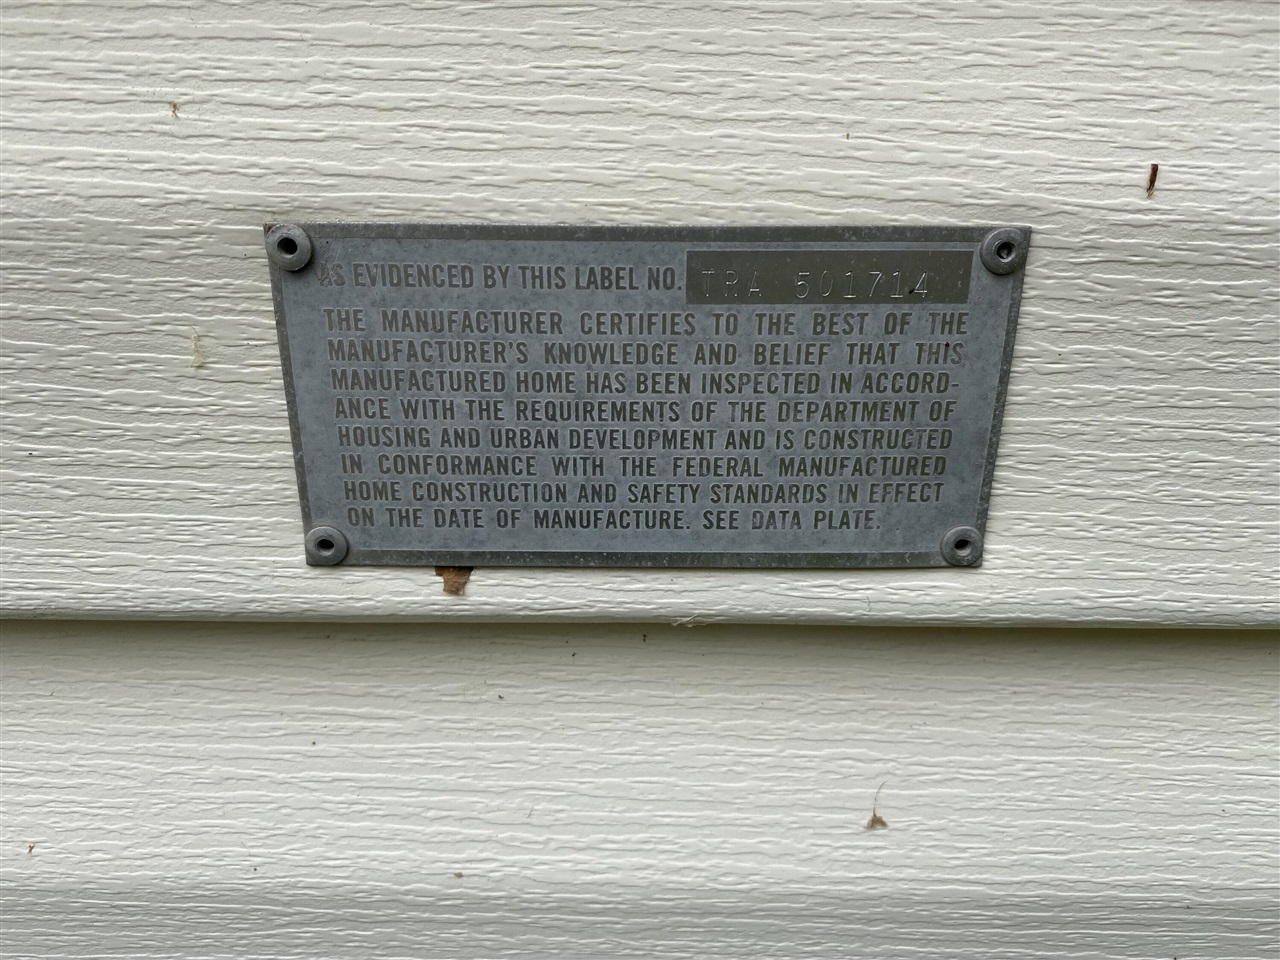 AS EVIDENCED BY THIS LABEL NO. TRA 501714
THE MANUFACTURER CERTIFIES TO THE BEST OF THE
MANUFACTURER'S KNOWLEDGE AND BELIEF THAT THIS
MANUFACTURED HOME HAS BEEN INSPECTED IN ACCORD-
ANCE WITH THE REQUIREMENTS OF THE DEPARTMENT OF
HOUSING AND URBAN DEVELOPMENT AND IS CONSTRUCTED
IN CONFORMANCE WITH THE FEDERAL MANUFACTURED
HOME CONSTRUCTION AND SAFETY STANDARDS IN EFFECT
ON THE DATE OF MANUFACTURE. SEE DATA PLATE.